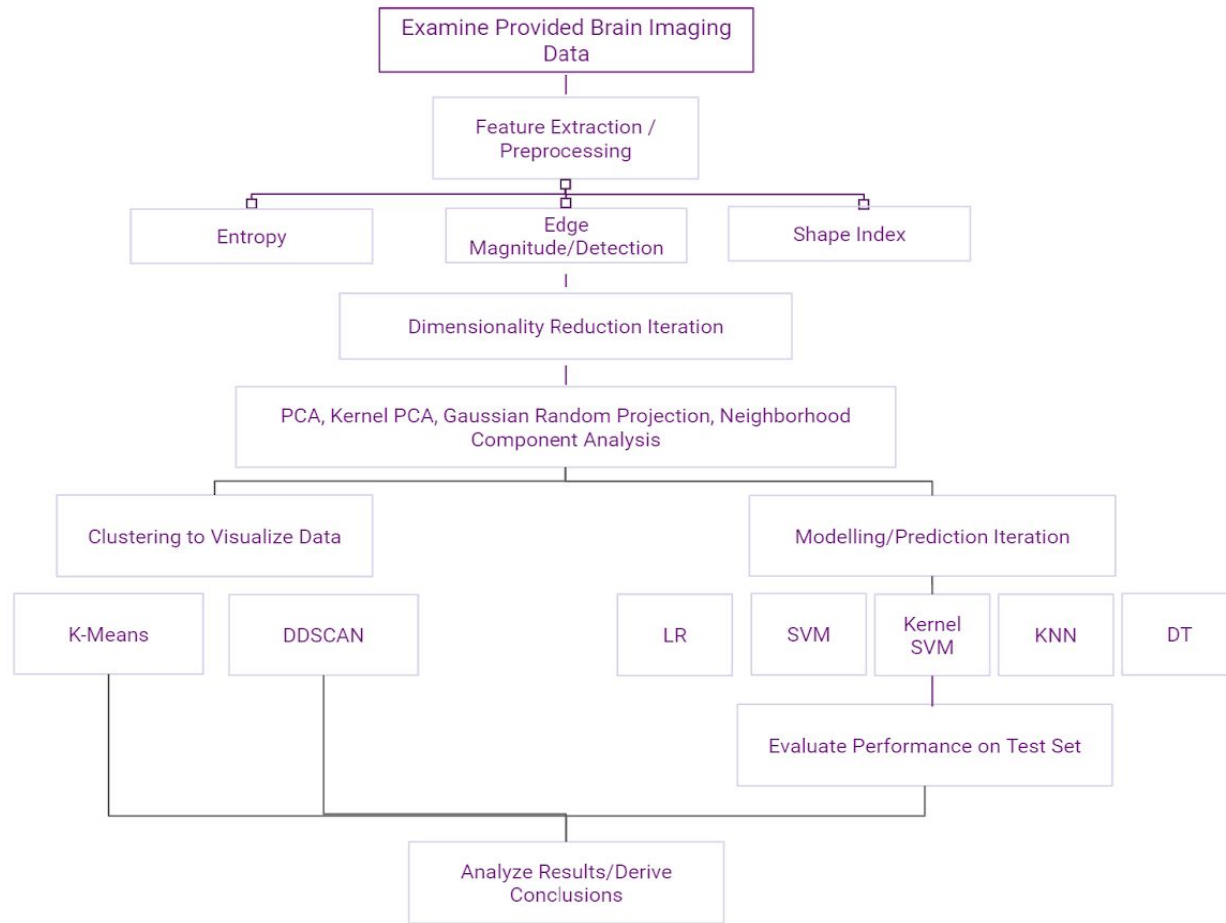 Examine Provided Brain Imaging
Data
Feature Extraction /
Preprocessing
Entropy
Edge
Magnitude/Detection
Shape Index
Dimensionality Reduction Iteration
PCA, Kernel PCA, Gaussian Random Projection, Neighborhood
Component Analysis
Clustering to Visualize Data
Modelling/Prediction Iteration
K-Means
DDSCAN
LR
SVM
Kernel
SVM
KNN
DT
Evaluate Performance on Test Set
Analyze Results/Derive
Conclusions